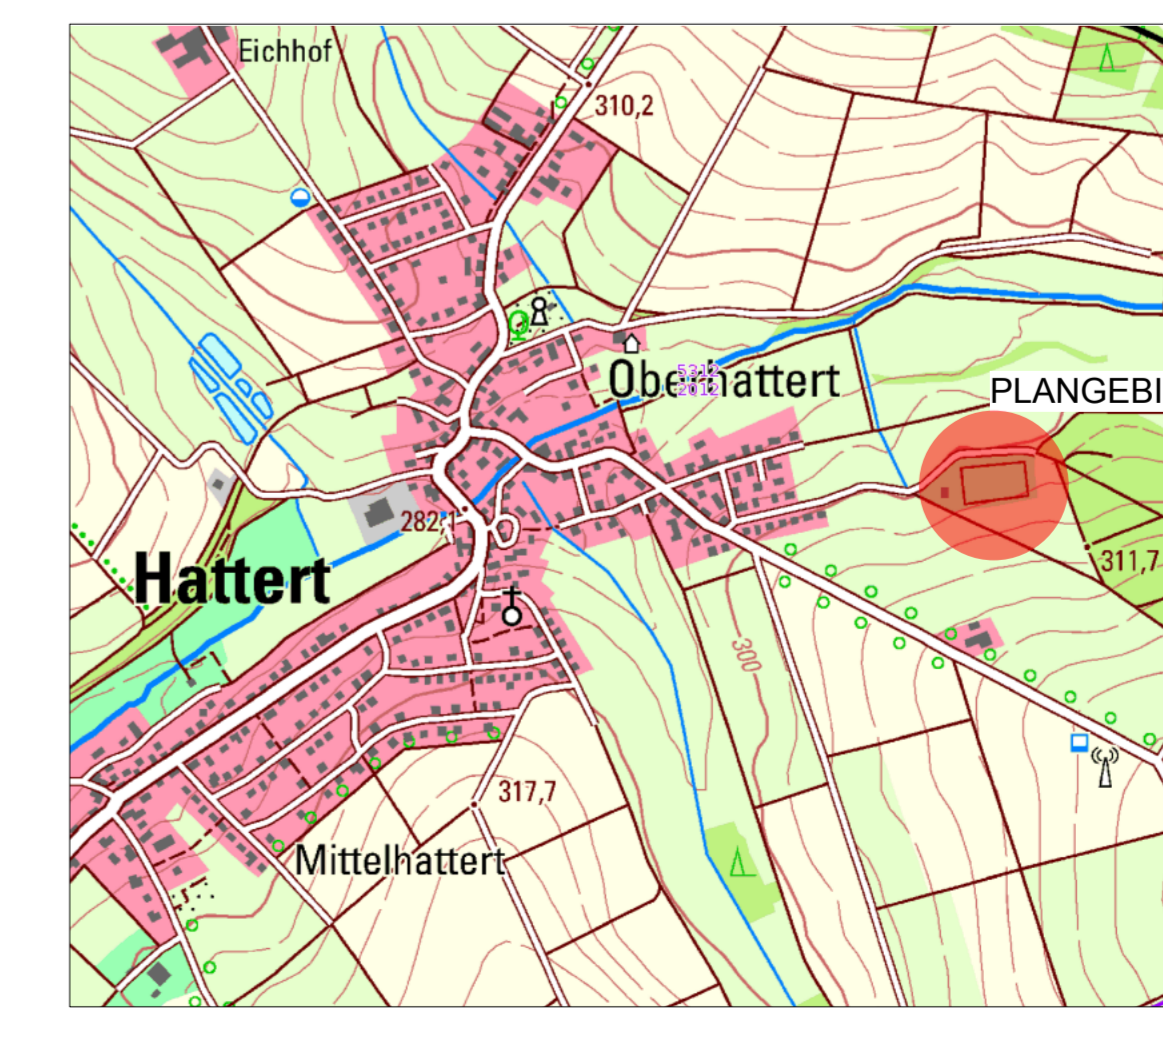 Eichhof
310,2
Oberhattert
5312
2012
PLANGEBI
282,1
311,7
Hattert
300
317,7
Mittelhattert